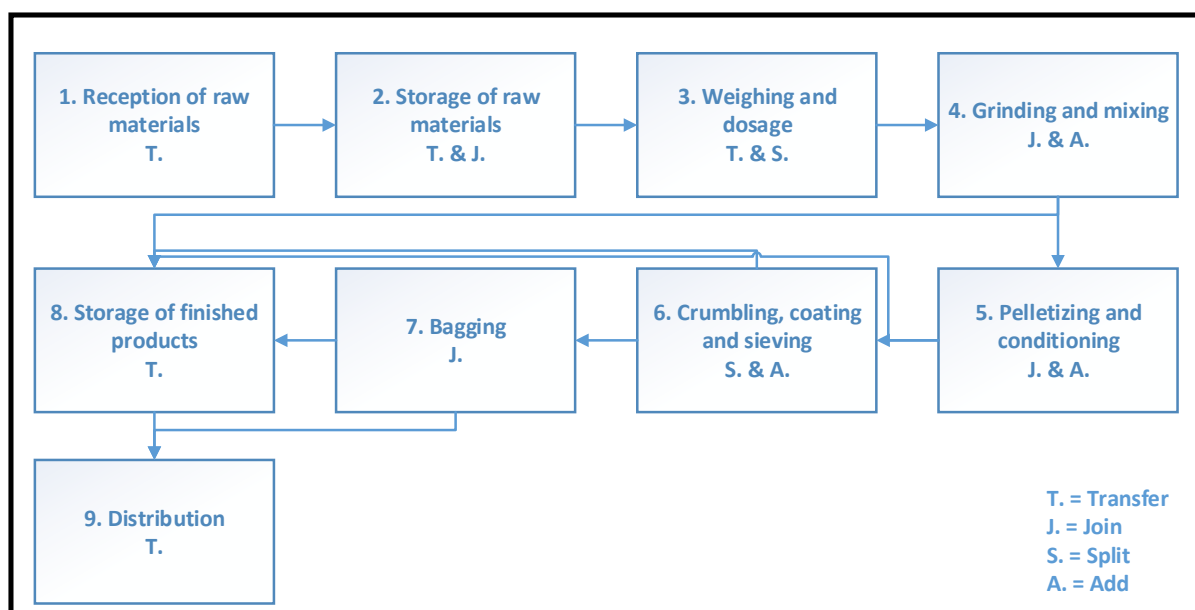 1. Reception of raw
materials
T.
2. Storage of raw
materials
T. & J.
3. Weighing and
dosage
T. & S.
4. Grinding and mixing
J. & A.
8. Storage of finished
products
T.
7. Bagging
J.
6. Crumbling, coating
and sieving
S. & A.
5. Pelletizing and
conditioning
J. & A.
9. Distribution
T.
T. = Transfer
J. = Join
S. = Split
A. = Add